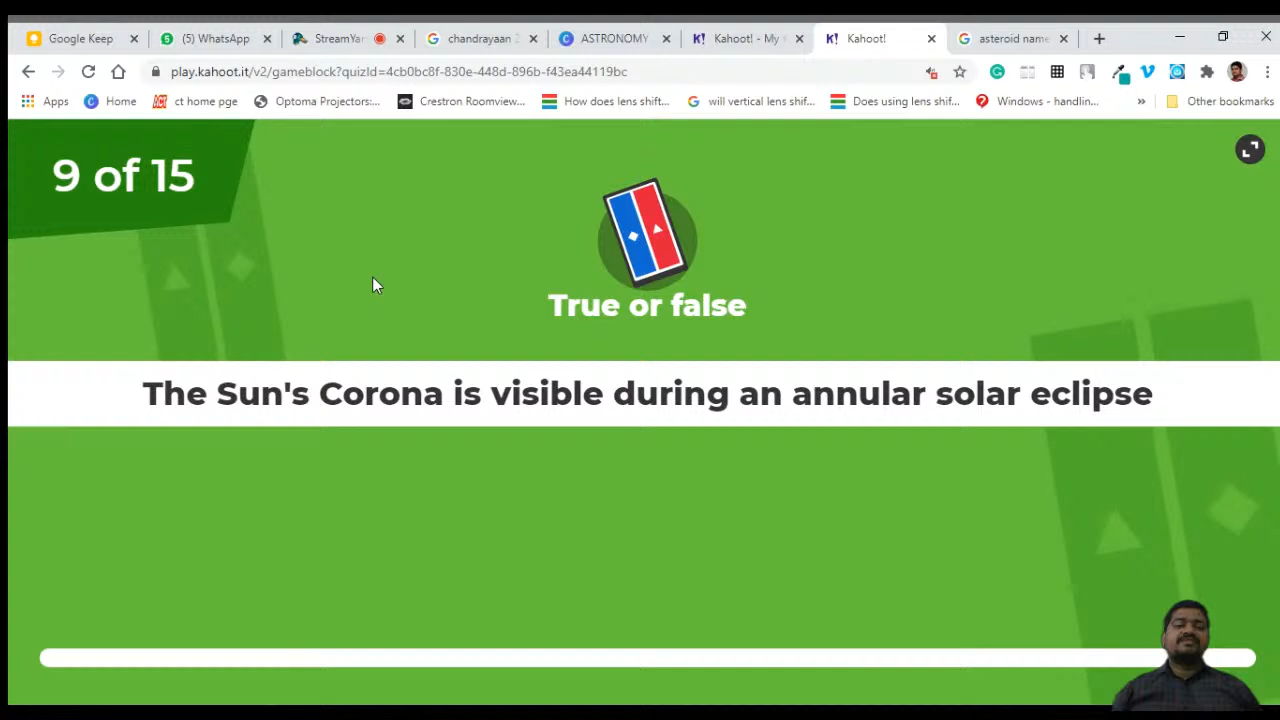 Google Keep
(5) WhatsApp
StreamYar
chandrayaan 2
ASTRONOMY
K! Kahoot! - My
K! Kahoot!
asteroid name
play.kahoot.it/v2/gameblock?quizId=4cb0bc8f-830e-448d-896b-f43ea44119bc
Apps
Home
ct home pge
Optoma Projectors:...
Crestron Roomview...
How does lens shift...
will vertical lens shif...
Does using lens shif...
Windows - handlin...
Other bookmarks
9 of 15
True or false
The Sun's Corona is visible during an annular solar eclipse